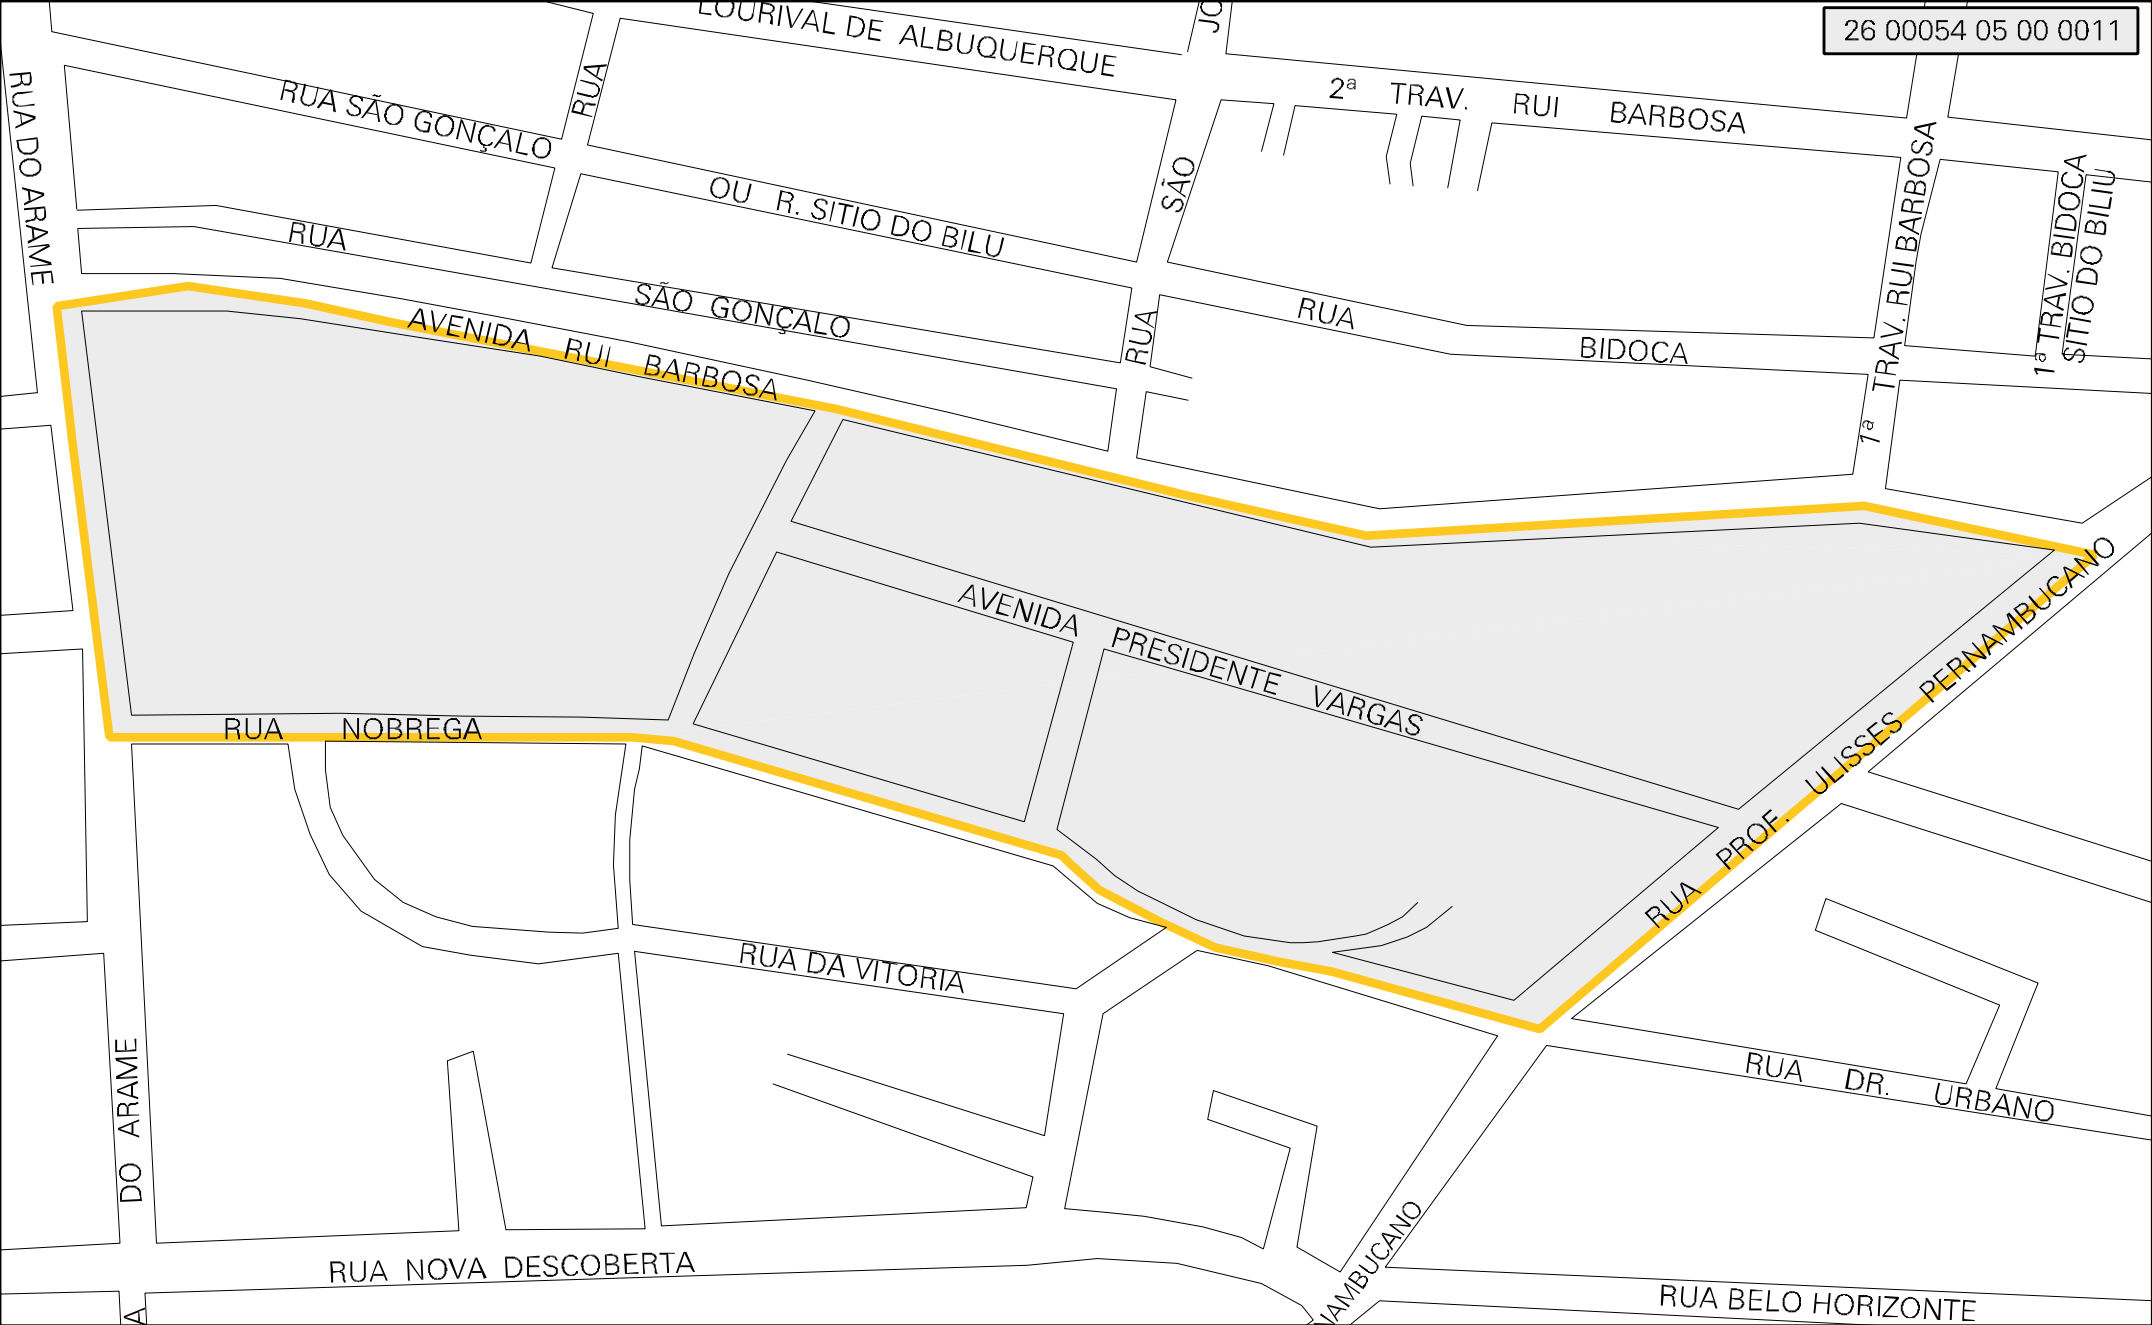 26 00054 05 00 0011
LOURIVAL DE ALBUQUERQUE
JO
2ª TRAV. RUI BARBOSA
RUA DO ARAME
RUA SÃO GONÇALO
RUA
OU R. SITIO DO BILU
SÃO
RUA
RUA SÃO GONÇALO
RUA BIDOCA
1ª TRAV. RUI BARBOSA
1ª TRAV. BIDOCA
SITIO DO BILIU
AVENIDA RUI BARBOSA
AVENIDA PRESIDENTE VARGAS
RUA NOBREGA
RUA PROF. ULISSES PERNAMBUCANO
RUA DA VITORIA
RUA DR. URBANO
DO ARAME
RUA NOVA DESCOBERTA
NAMBUCANO
RUA BELO HORIZONTE
A